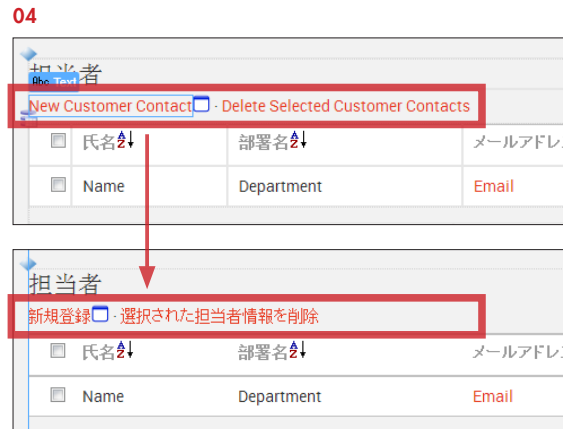 04
担当者
Abc Text
New Customer Contact - Delete Selected Customer Contacts
氏名 部署名 メールアドレ
Name Department Email
担当者
新規登録 - 選択された担当者情報を削除
氏名 部署名 メールアドレ
Name Department Email